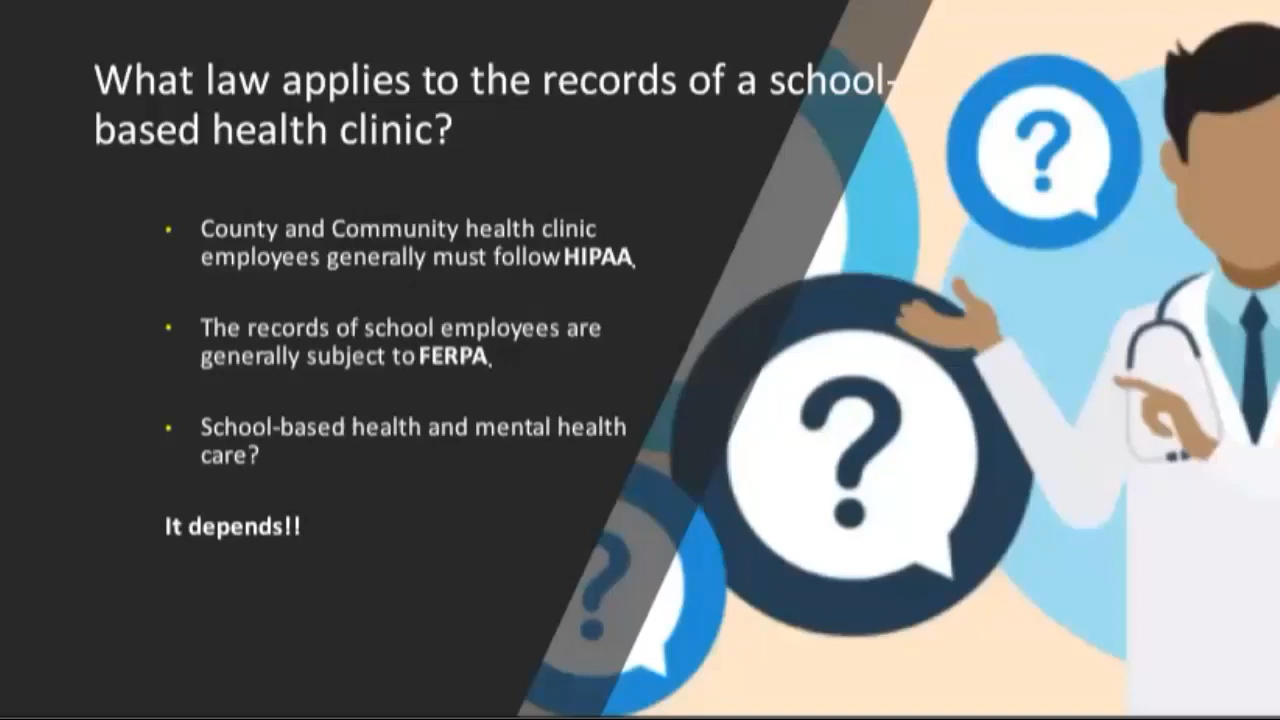 What law applies to the records of a school-
based health clinic?
• County and Community health clinic
employees generally must follow HIPAA.
• The records of school employees are
generally subject to FERPA.
• School-based health and mental health
care?
It depends!!
?
?
?